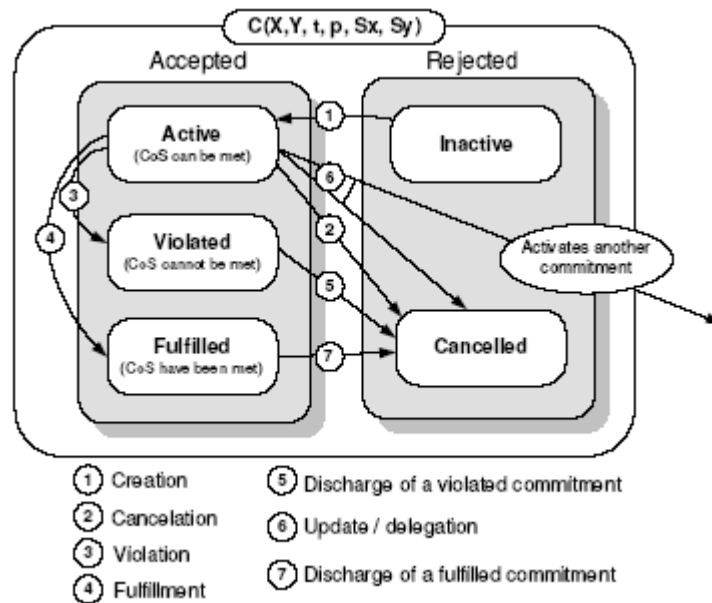 C(X,Y, t, p, Sx, Sy)
Accepted
Rejected
Active
(CoS can be met)
1
Inactive
6
3
2
4
Violated
(CoS cannot be met)
Activates another
commitment
5
Fulfilled
(CoS have been met)
7
Cancelled
1 Creation
2 Cancelation
3 Violation
4 Fulfillment
5 Discharge of a violated commitment
6 Update / delegation
7 Discharge of a fulfilled commitment